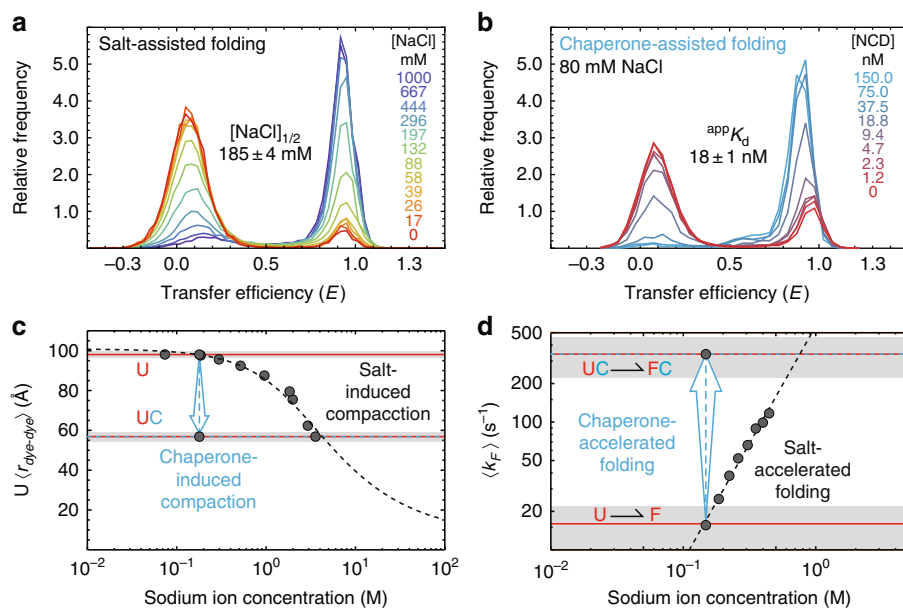 a
Salt-assisted folding
[NaCl]
mM
1000
667
444
296
197
132
88
58
39
26
17
0
[NaCl]1/2
185 ± 4 mM
Relative frequency
5.0
4.0
3.0
2.0
1.0
–0.3
0.0
0.5
1.0
1.3
Transfer efficiency (E)
b
Chaperone-assisted folding
80 mM NaCl
[NCD]
nM
150.0
75.0
37.5
18.8
9.4
4.7
2.3
1.2
0
appKd
18 ± 1 nM
Relative frequency
5.0
4.0
3.0
2.0
1.0
–0.3
0.0
0.5
1.0
1.3
Transfer efficiency (E)
c
U ⟨rdye-dye⟩ (Å)
100
80
60
40
20
U
UC
Salt-
induced
compacction
Chaperone-
induced
compaction
10–2
10–1
100
101
102
Sodium ion concentration (M)
d
⟨kF⟩ (s–1)
500
300
100
50
20
10
UC ⇀ FC
Chaperone-
accelerated
folding
Salt-
accelerated
folding
U ⇀ F
10–2
10–1
100
Sodium ion concentration (M)